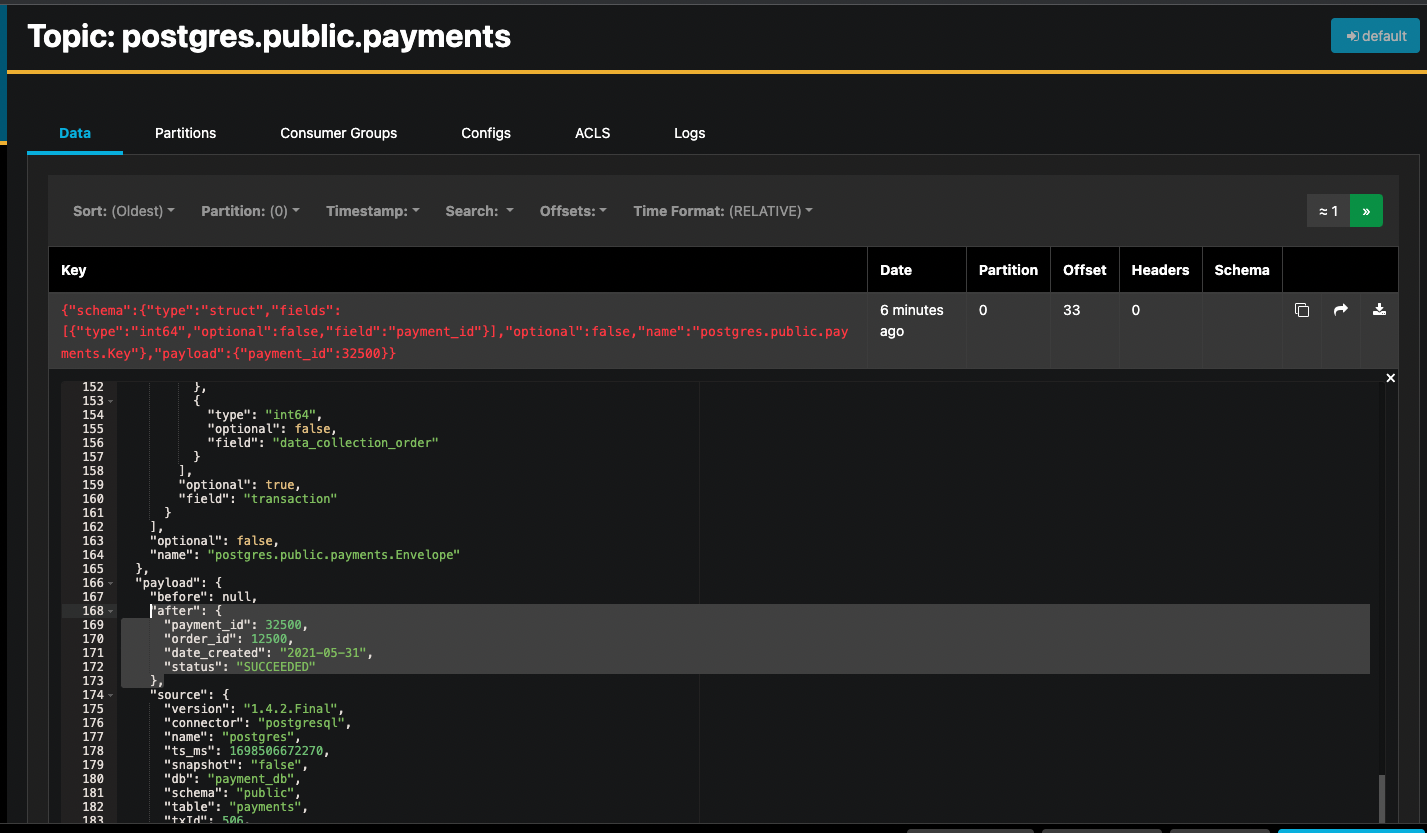 Topic: postgres.public.payments
default
Data Partitions Consumer Groups Configs ACLS Logs
Sort: (Oldest) Partition: (0) Timestamp: Search: Offsets: Time Format: (RELATIVE)
≈ 1 »
Key Date Partition Offset Headers Schema
{"schema":{"type":"struct","fields":
[{"type":"int64","optional":false,"field":"payment_id"}],"optional":false,"name":"postgres.public.pay
ments.Key"},"payload":{"payment_id":32500}}
6 minutes
ago
0 33 0
152 },
153 {
154 "type": "int64",
155 "optional": false,
156 "field": "data_collection_order"
157 }
158 ],
159 "optional": true,
160 "field": "transaction"
161 }
162 ],
163 "optional": false,
164 "name": "postgres.public.payments.Envelope"
165 },
166 "payload": {
167 "before": null,
168 "after": {
169 "payment_id": 32500,
170 "order_id": 12500,
171 "date_created": "2021-05-31",
172 "status": "SUCCEEDED"
173 },
174 "source": {
175 "version": "1.4.2.Final",
176 "connector": "postgresql",
177 "name": "postgres",
178 "ts_ms": 1698506672270,
179 "snapshot": "false",
180 "db": "payment_db",
181 "schema": "public",
182 "table": "payments",
183 "txId": 506,